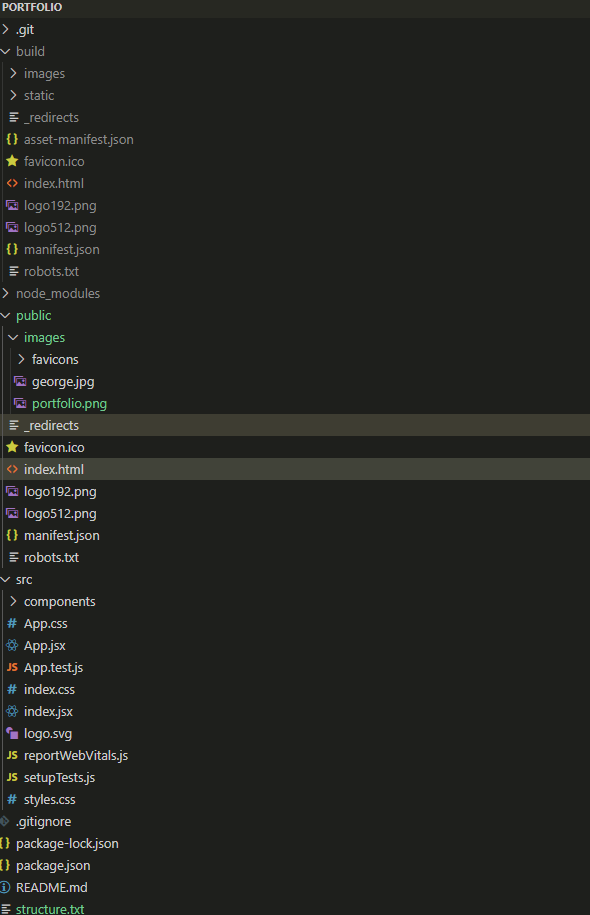 PORTFOLIO
.git
build
images
static
_redirects
asset-manifest.json
favicon.ico
index.html
logo192.png
logo512.png
manifest.json
robots.txt
node_modules
public
images
favicons
george.jpg
portfolio.png
_redirects
favicon.ico
index.html
logo192.png
logo512.png
manifest.json
robots.txt
src
components
App.css
App.jsx
JS App.test.js
index.css
index.jsx
logo.svg
JS reportWebVitals.js
JS setupTests.js
styles.css
.gitignore
package-lock.json
package.json
README.md
structure.txt